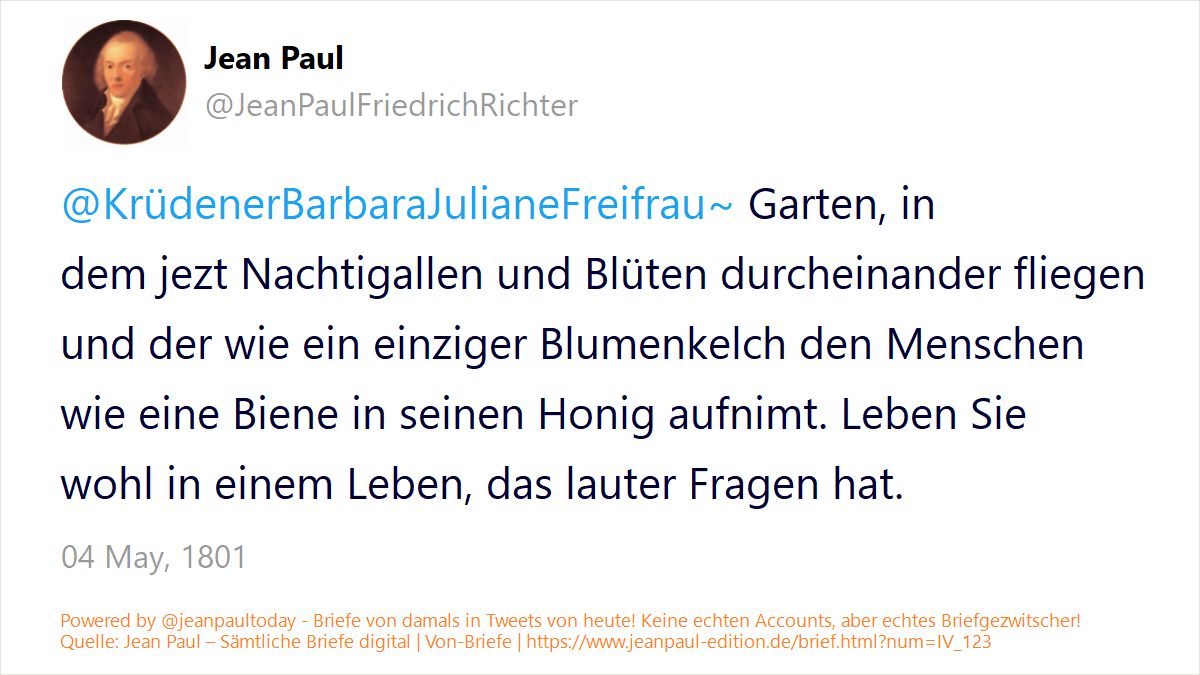 Jean Paul
@JeanPaulFriedrichRichter
@KrüdenerBarbaraJulianeFreifrau~ Garten, in
dem jezt Nachtigallen und Blüten durcheinander fliegen
und der wie ein einziger Blumenkelch den Menschen
wie eine Biene in seinen Honig aufnimt. Leben Sie
wohl in einem Leben, das lauter Fragen hat.
04 May, 1801
Powered by @jeanpaultoday - Briefe von damals in Tweets von heute! Keine echten Accounts, aber echtes Briefgezwitscher!
Quelle: Jean Paul – Sämtliche Briefe digital | Von-Briefe | https://www.jeanpaul-edition.de/brief.html?num=IV_123